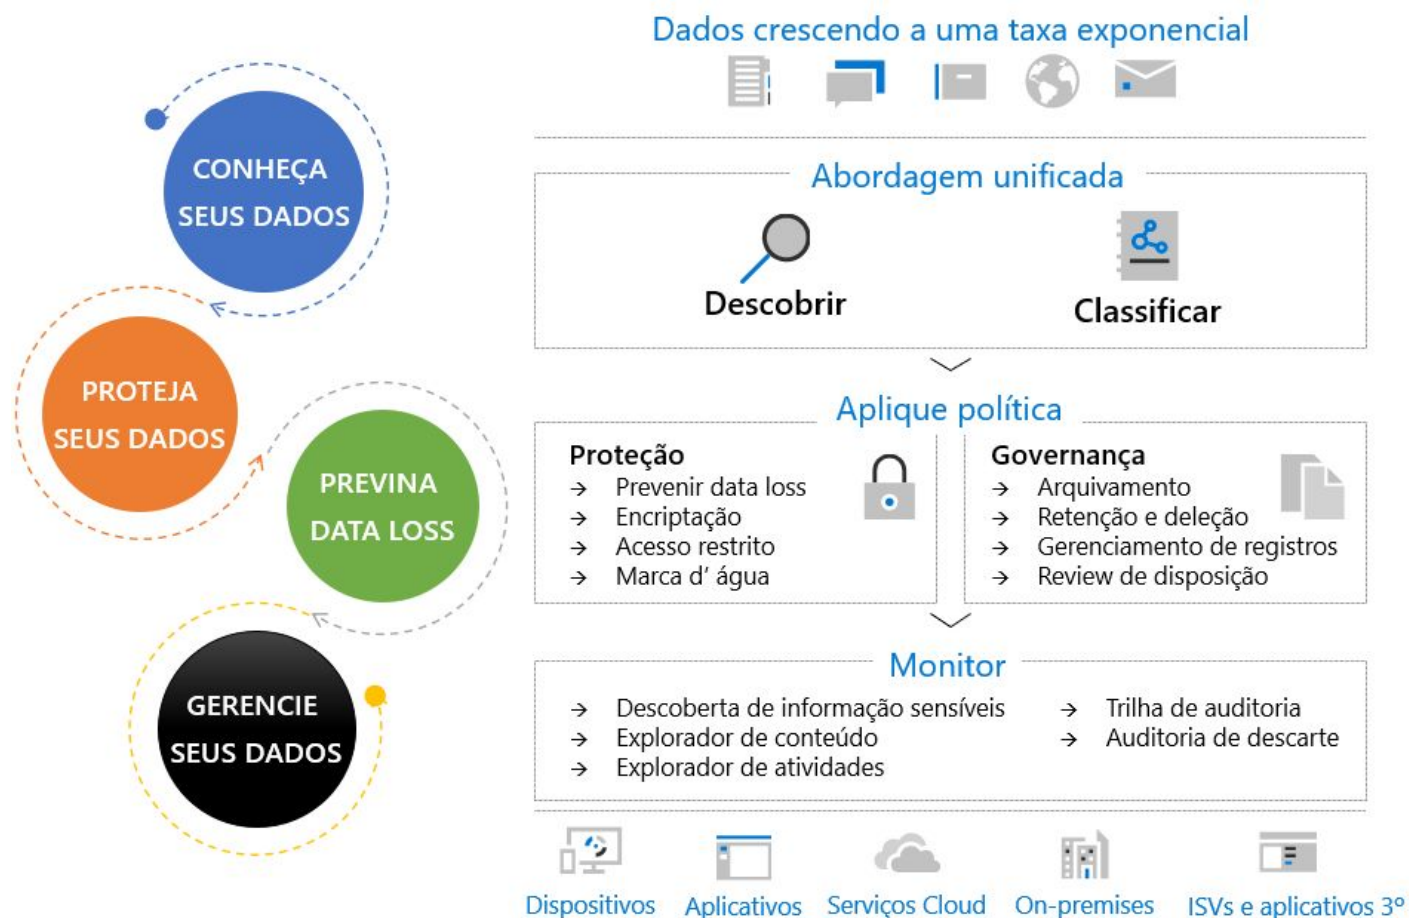 CONHEÇA
SEUS DADOS
PROTEJA
SEUS DADOS
PREVINA
DATA LOSS
GERENCIE
SEUS DADOS
Dados crescendo a uma taxa exponencial
Abordagem unificada
Descobrir
Classificar
Aplique política
Proteção
→ Prevenir data loss
→ Encriptação
→ Acesso restrito
→ Marca d' água
Governança
→ Arquivamento
→ Retenção e deleção
→ Gerenciamento de registros
→ Review de disposição
Monitor
→ Descoberta de informação sensíveis
→ Explorador de conteúdo
→ Explorador de atividades
→ Trilha de auditoria
→ Auditoria de descarte
Dispositivos
Aplicativos
Serviços Cloud
On-premises
ISVs e aplicativos 3º